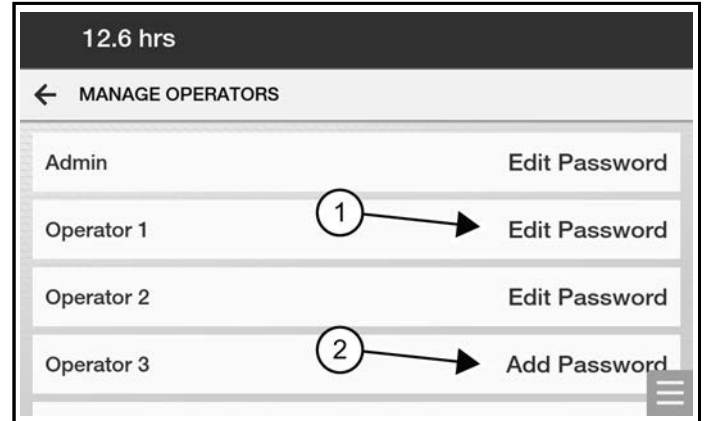 12.6 hrs
← MANAGE OPERATORS
Admin Edit Password
Operator 1 1 Edit Password
Operator 2 Edit Password
Operator 3 2 Add Password